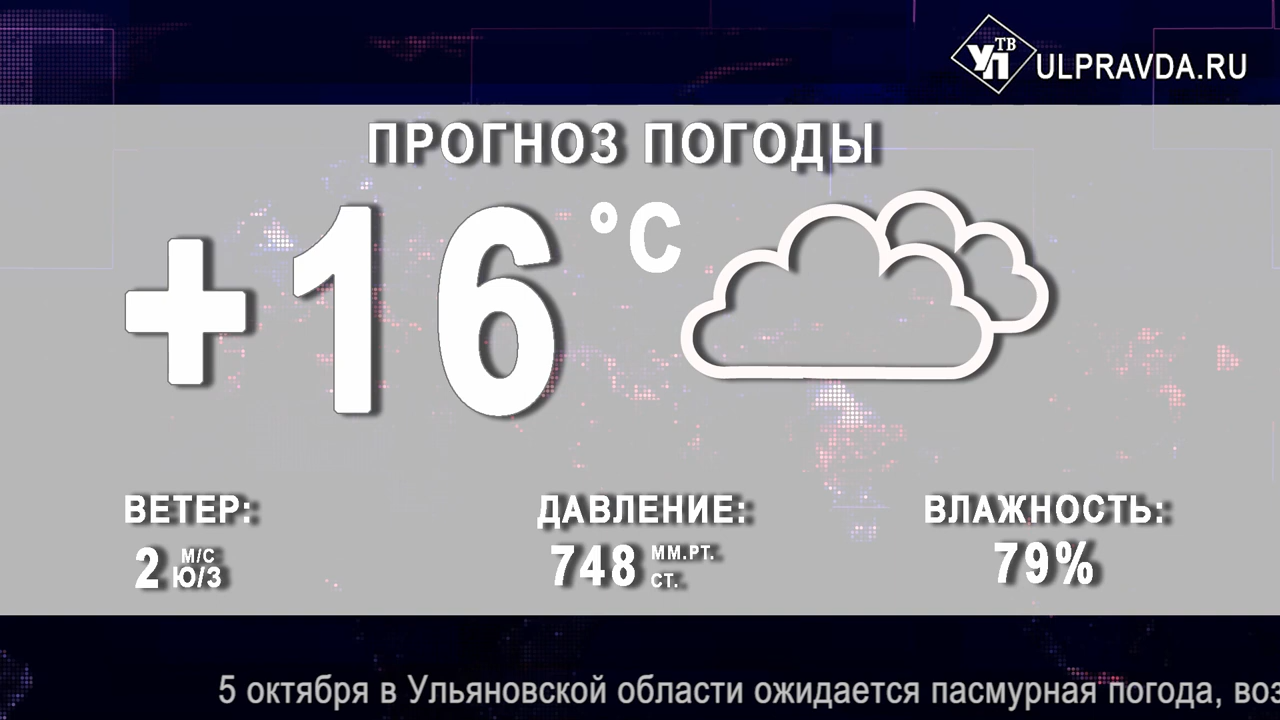 ТВ
УП
ULPRAVDA.RU
ПРОГНОЗ ПОГОДЫ
+16 °C
ВЕТЕР:
2 М/С
Ю/З
ДАВЛЕНИЕ:
748 ММ.РТ.
СТ.
ВЛАЖНОСТЬ:
79%
5 октября в Ульяновской области ожидается пасмурная погода,